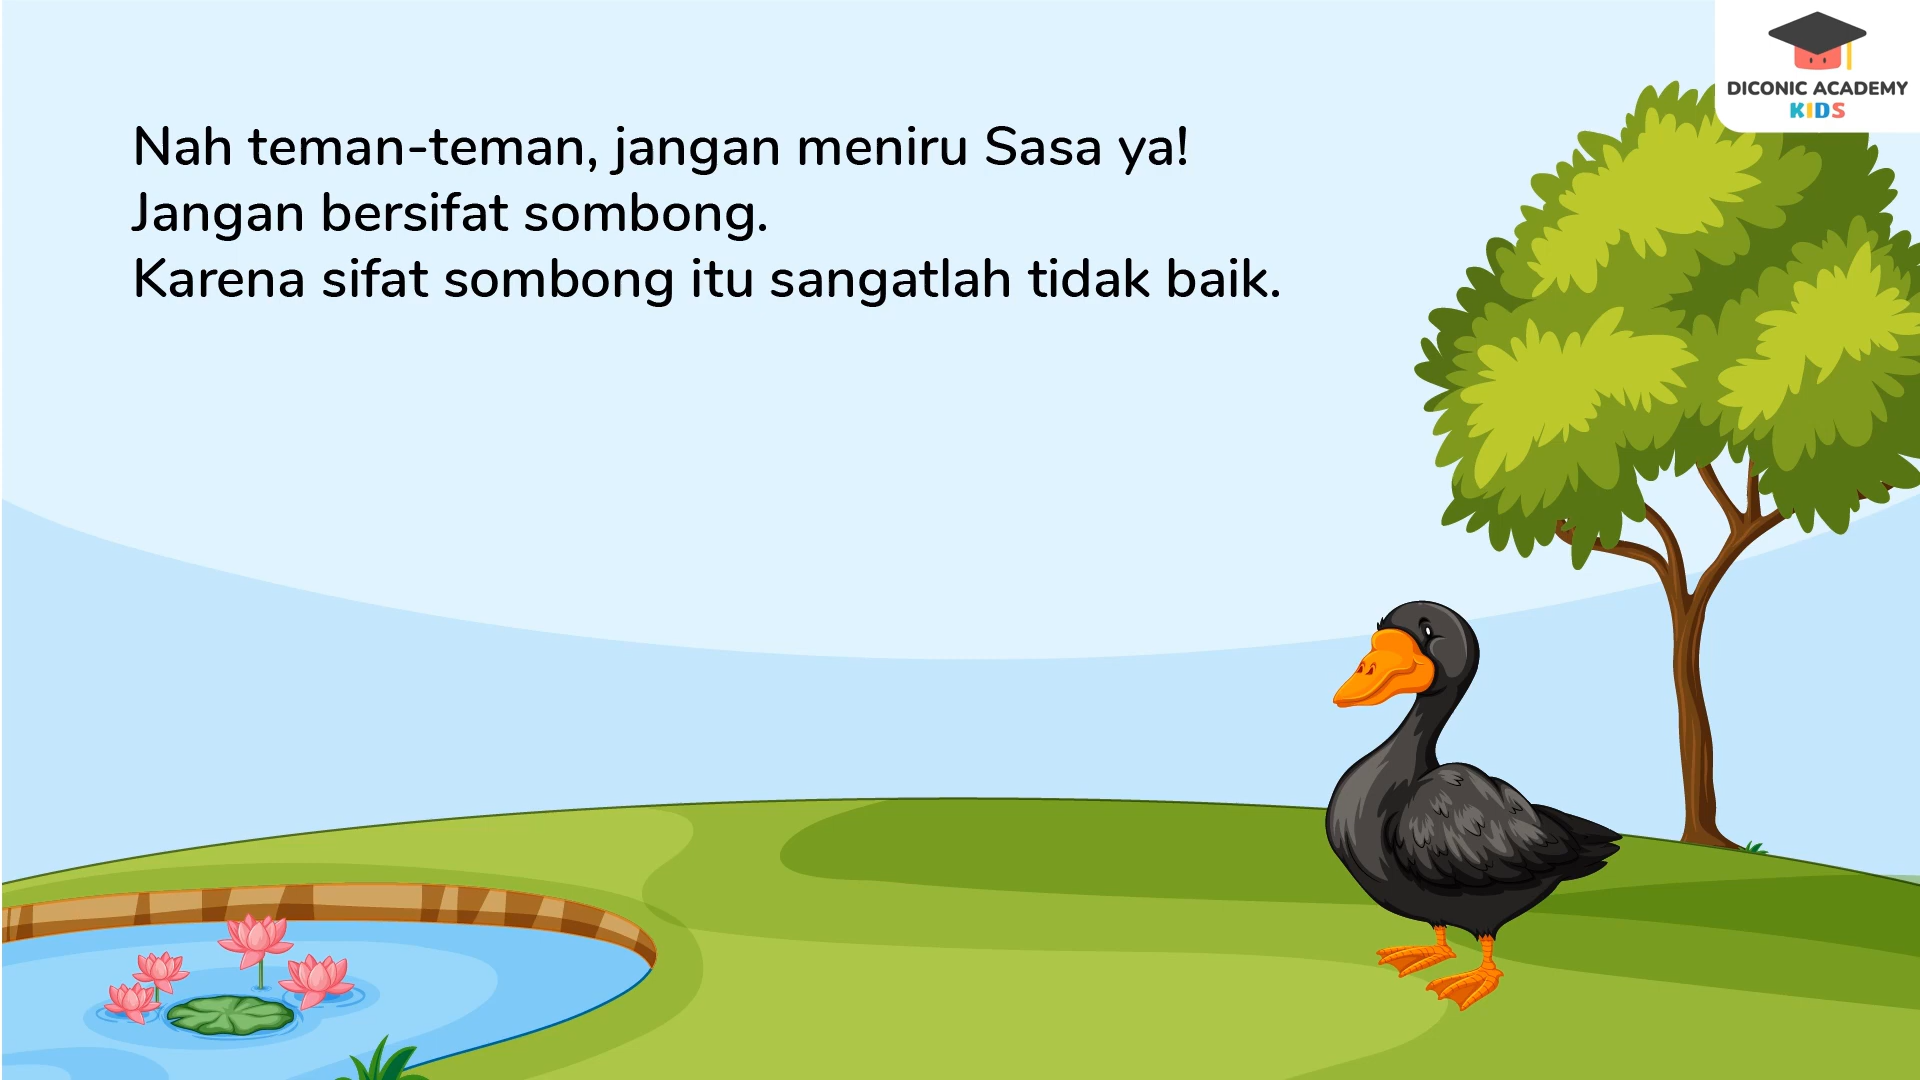 DICONIC ACADEMY
KIDS
Nah teman-teman, jangan meniru Sasa ya!
Jangan bersifat sombong.
Karena sifat sombong itu sangatlah tidak baik.